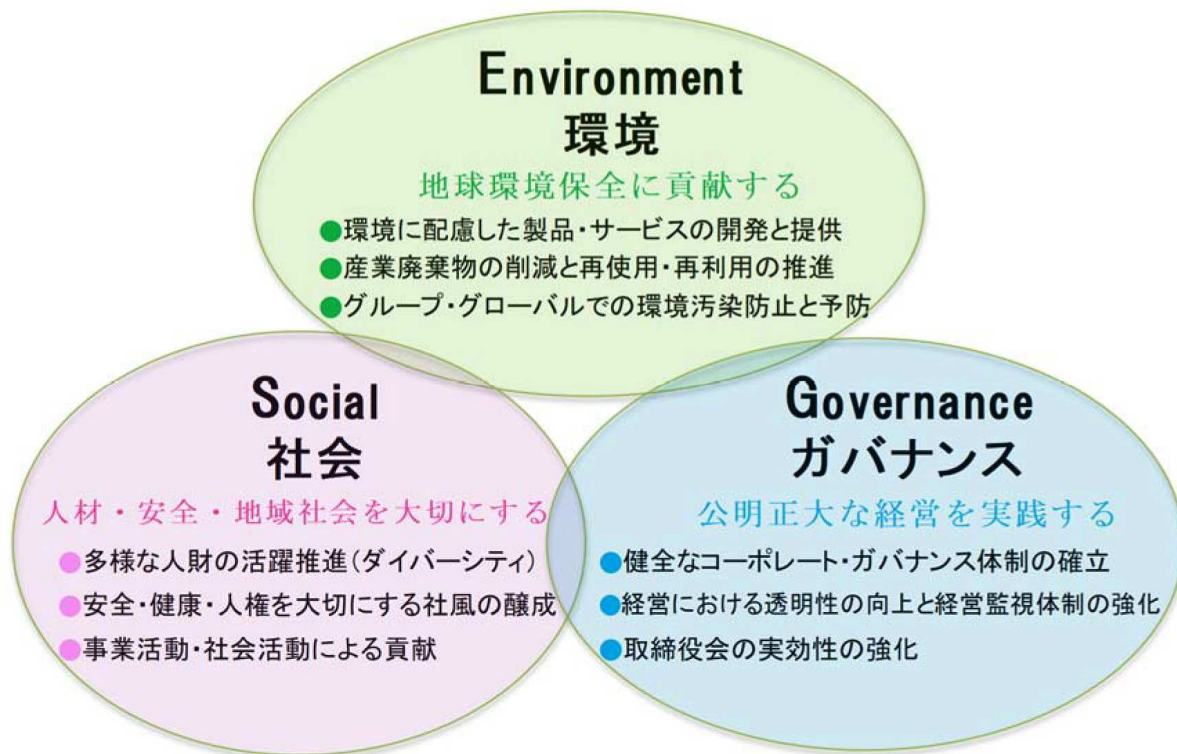 Environment
環境
地球環境保全に貢献する
●環境に配慮した製品・サービスの開発と提供
●産業廃棄物の削減と再使用・再利用の推進
●グループ・グローバルでの環境汚染防止と予防
Social
社会
人材・安全・地域社会を大切にする
●多様な人財の活躍推進(ダイバーシティ)
●安全・健康・人権を大切にする社風の醸成
●事業活動・社会活動による貢献
Governance
ガバナンス
公明正大な経営を実践する
●健全なコーポレート・ガバナンス体制の確立
●経営における透明性の向上と経営監視体制の強化
●取締役会の実効性の強化